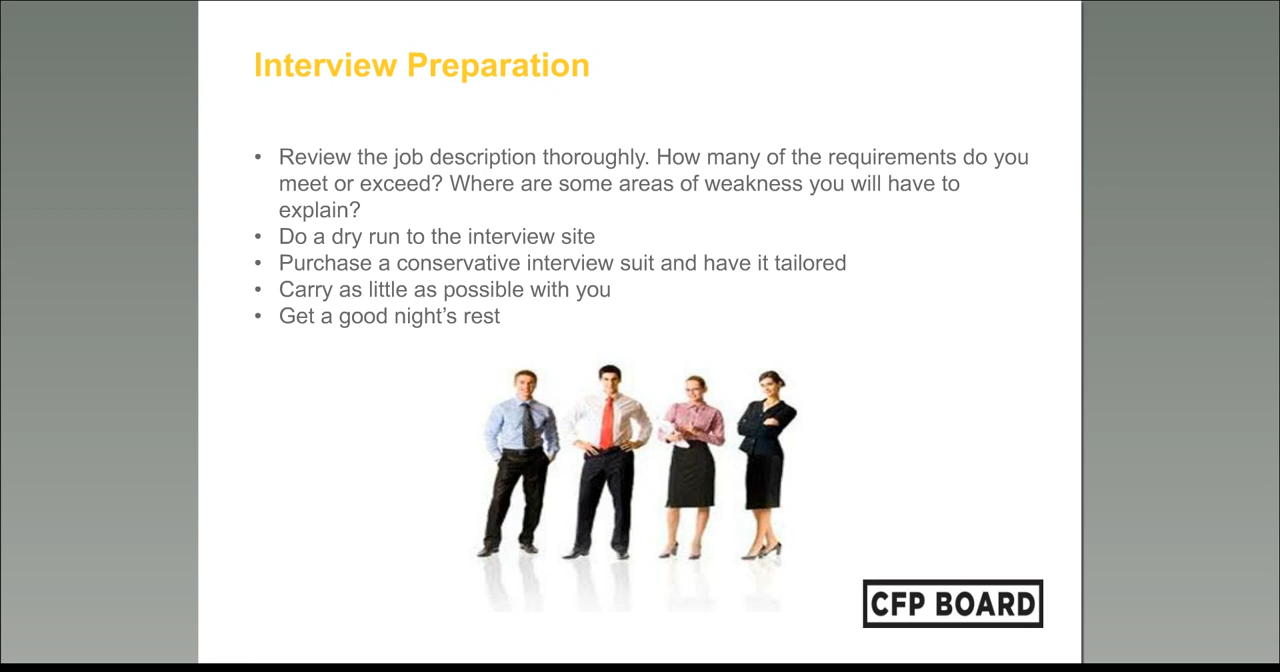 Interview Preparation
• Review the job description thoroughly. How many of the requirements do you
meet or exceed? Where are some areas of weakness you will have to
explain?
• Do a dry run to the interview site
• Purchase a conservative interview suit and have it tailored
• Carry as little as possible with you
• Get a good night’s rest
CFP BOARD